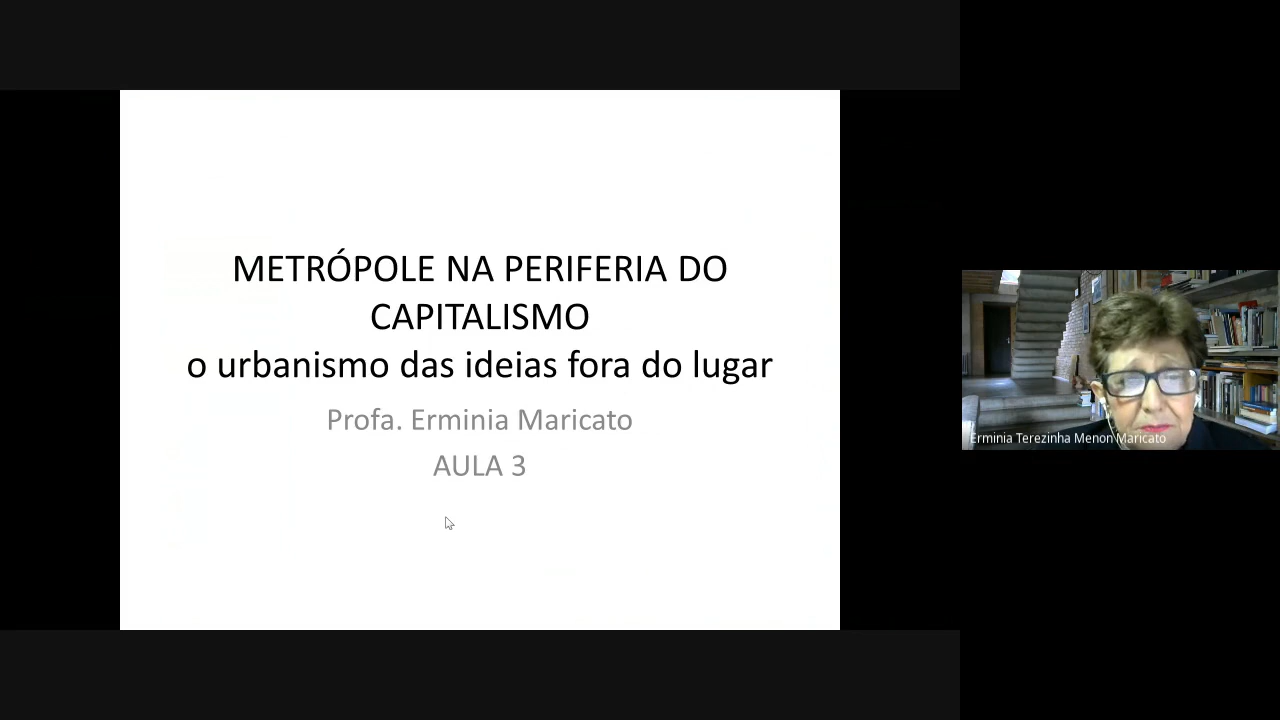 METRÓPOLE NA PERIFERIA DO
CAPITALISMO
o urbanismo das ideias fora do lugar
Profa. Erminia Maricato
AULA 3
Erminia Terezinha Menon Maricato